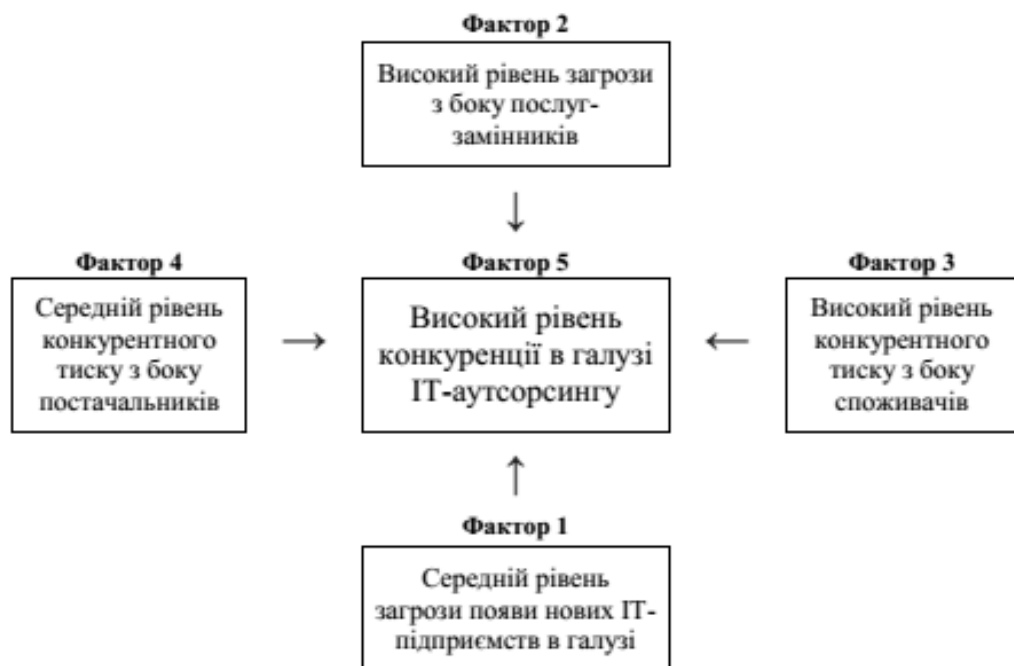 Фактор 2
Високий рівень загрози
з боку послуг-
замінників
Фактор 4
Середній рівень
конкурентного
тиску з боку
постачальників
Фактор 5
Високий рівень
конкуренції в галузі
ІТ-аутсорсингу
Фактор 3
Високий рівень
конкурентного
тиску з боку
споживачів
Фактор 1
Середній рівень
загрози появи нових ІТ-
підприємств в галузі